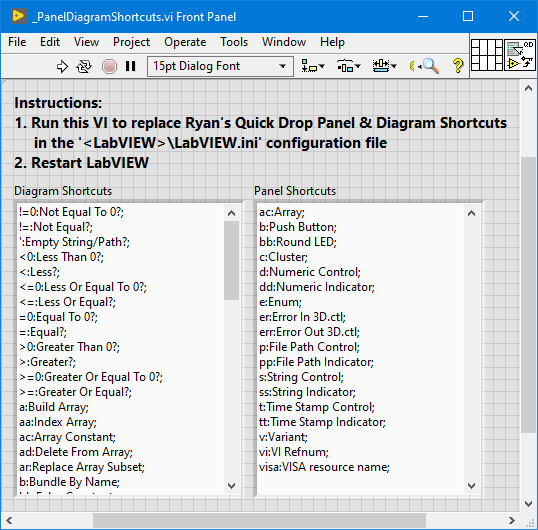 _PanelDiagramShortcuts.vi Front Panel
File Edit View Project Operate Tools Window Help
15pt Dialog Font
Instructions:
1. Run this VI to replace Ryan's Quick Drop Panel & Diagram Shortcuts
in the '<LabVIEW>\LabVIEW.ini' configuration file
2. Restart LabVIEW
Diagram Shortcuts
!=0:Not Equal To 0?;
!=:Not Equal?;
':Empty String/Path?;
<0:Less Than 0?;
<:Less?;
<=0:Less Or Equal To 0?;
<=:Less Or Equal?;
=0:Equal To 0?;
=:Equal?;
>0:Greater Than 0?;
>:Greater?;
>=0:Greater Or Equal To 0?;
>=:Greater Or Equal?;
a:Build Array;
aa:Index Array;
ac:Array Constant;
ad:Delete From Array;
ar:Replace Array Subset;
b:Bundle By Name;
Panel Shortcuts
ac:Array;
b:Push Button;
bb:Round LED;
c:Cluster;
d:Numeric Control;
dd:Numeric Indicator;
e:Enum;
er:Error In 3D.ctl;
err:Error Out 3D.ctl;
p:File Path Control;
pp:File Path Indicator;
s:String Control;
ss:String Indicator;
t:Time Stamp Control;
tt:Time Stamp Indicator;
v:Variant;
vi:VI Refnum;
visa:VISA resource name;